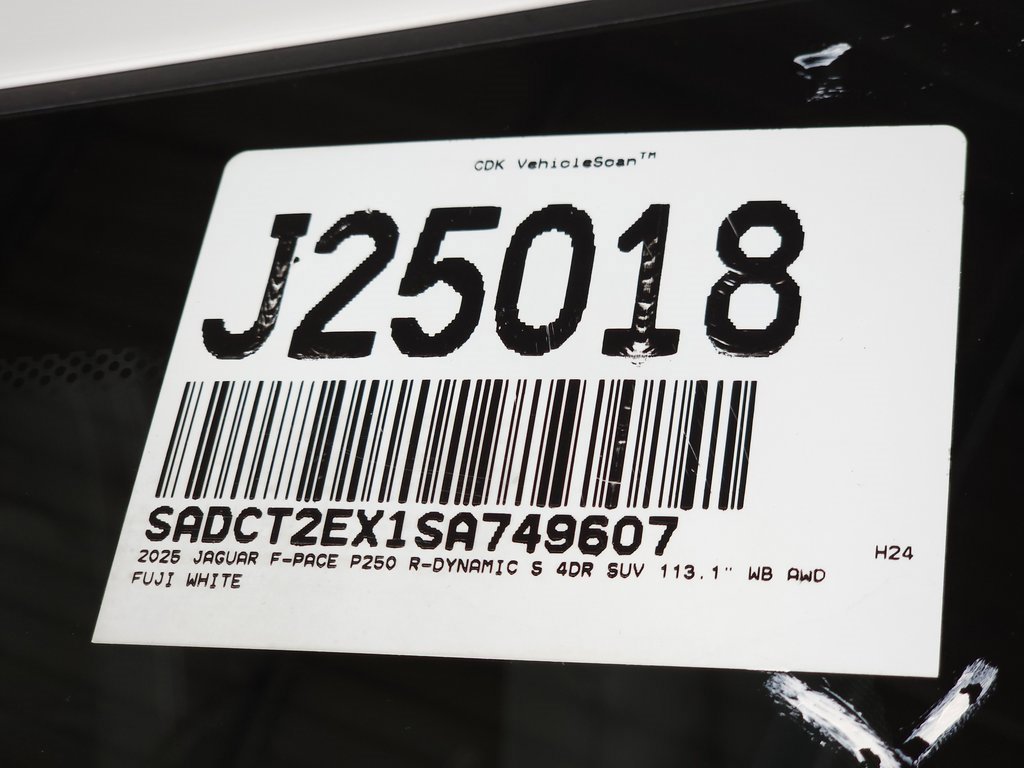 CDK VehicleScan™
J25018
SADCT2EX1SA749607
2025 JAGUAR F-PACE P250 R-DYNAMIC S 4DR SUV 113.1" WB AWD
H24
FUJI WHITE